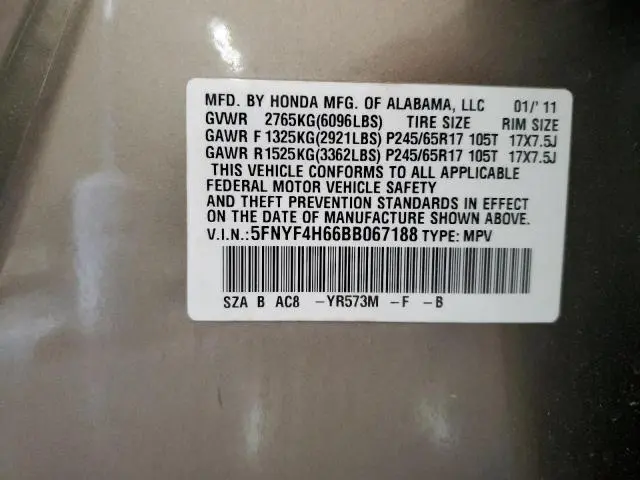 MFD. BY HONDA MFG. OF ALABAMA, LLC 01/'11
GVWR 2765KG(6096LBS) TIRE SIZE RIM SIZE
GAWR F 1325KG(2921LBS) P245/65R17 105T 17X7.5J
GAWR R 1525KG(3362LBS) P245/65R17 105T 17X7.5J
THIS VEHICLE CONFORMS TO ALL APPLICABLE
FEDERAL MOTOR VEHICLE SAFETY
AND THEFT PREVENTION STANDARDS IN EFFECT
ON THE DATE OF MANUFACTURE SHOWN ABOVE.
V.I.N.:5FNYF4H66BB067188 TYPE: MPV
SZA B AC8 -YR573M -F -B